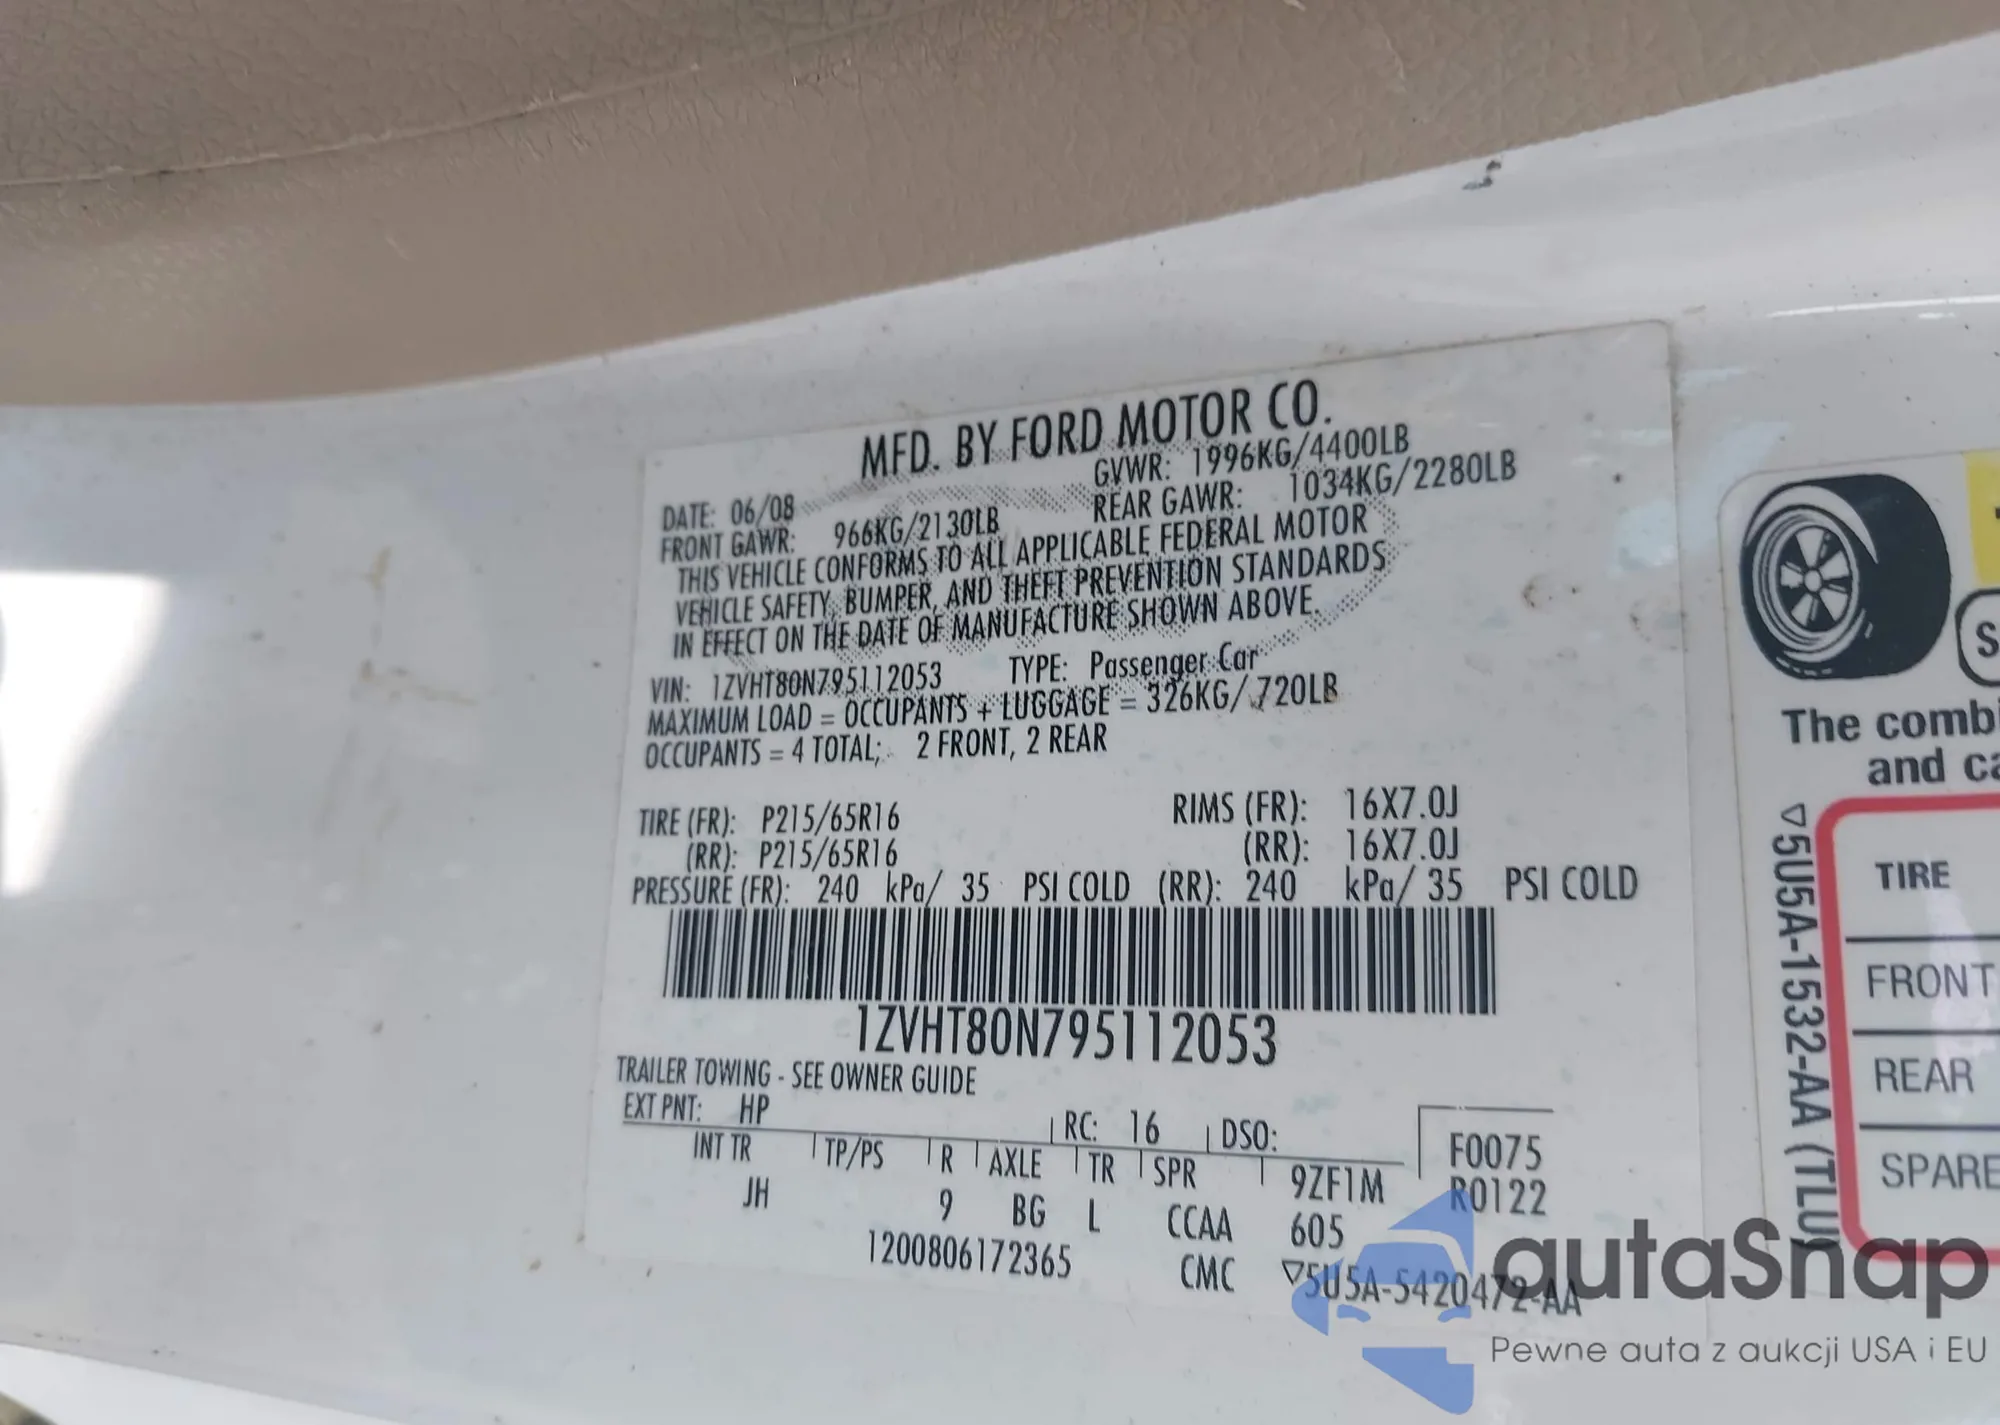 MFD. BY FORD MOTOR CO.
DATE: 06/08 GVWR: 1996KG/4400LB
FRONT GAWR: 966KG/2130LB REAR GAWR: 1034KG/2280LB
THIS VEHICLE CONFORMS TO ALL APPLICABLE FEDERAL MOTOR
VEHICLE SAFETY, BUMPER, AND THEFT PREVENTION STANDARDS
IN EFFECT ON THE DATE OF MANUFACTURE SHOWN ABOVE.
VIN: 1ZVHT80N795112053 TYPE: Passenger Car
MAXIMUM LOAD = OCCUPANTS + LUGGAGE = 326KG/ 720LB
OCCUPANTS = 4 TOTAL; 2 FRONT, 2 REAR
TIRE (FR): P215/65R16 RIMS (FR): 16X7.0J
(RR): P215/65R16 (RR): 16X7.0J
PRESSURE (FR): 240 kPa/ 35 PSI COLD (RR): 240 kPa/ 35 PSI COLD
1ZVHT80N795112053
TRAILER TOWING - SEE OWNER GUIDE
EXT PNT: HP RC: 16 DSO: F0075
INT TR TP/PS R AXLE TR SPR 9ZF1M R0122
JH 9 BG L CCAA 605
1200806172365 CMC ▽5U5A-5420472-AA
S
The comb
and ca
▽5U5A-1532-AA (TLU)
TIRE
FRONT
REAR
SPARE
autaSnap
Pewne auta z aukcji USA i EU